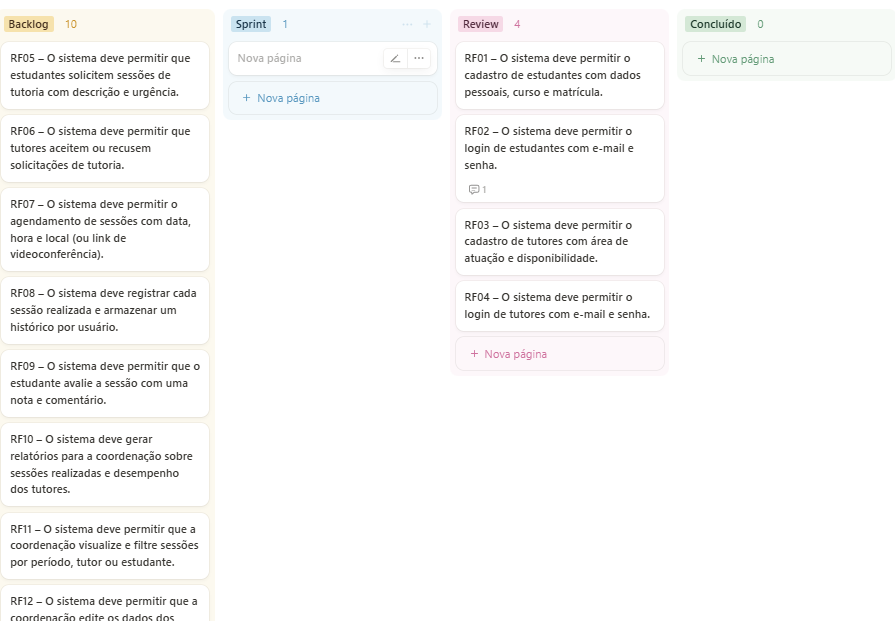 Backlog 10
RF05 – O sistema deve permitir que
estudantes solicitem sessões de
tutoria com descrição e urgência.
RF06 – O sistema deve permitir que
tutores aceitem ou recusem
solicitações de tutoria.
RF07 – O sistema deve permitir o
agendamento de sessões com data,
hora e local (ou link de
videoconferência).
RF08 – O sistema deve registrar cada
sessão realizada e armazenar um
histórico por usuário.
RF09 – O sistema deve permitir que o
estudante avalie a sessão com uma
nota e comentário.
RF10 – O sistema deve gerar
relatórios para a coordenação sobre
sessões realizadas e desempenho
dos tutores.
RF11 – O sistema deve permitir que a
coordenação visualize e filtre sessões
por período, tutor ou estudante.
RF12 – O sistema deve permitir que a
coordenação edite os dados dos
Sprint 1
Nova página
+ Nova página
Review 4
RF01 – O sistema deve permitir o
cadastro de estudantes com dados
pessoais, curso e matrícula.
RF02 – O sistema deve permitir o
login de estudantes com e-mail e
senha.
1
RF03 – O sistema deve permitir o
cadastro de tutores com área de
atuação e disponibilidade.
RF04 – O sistema deve permitir o
login de tutores com e-mail e senha.
+ Nova página
Concluído 0
+ Nova página